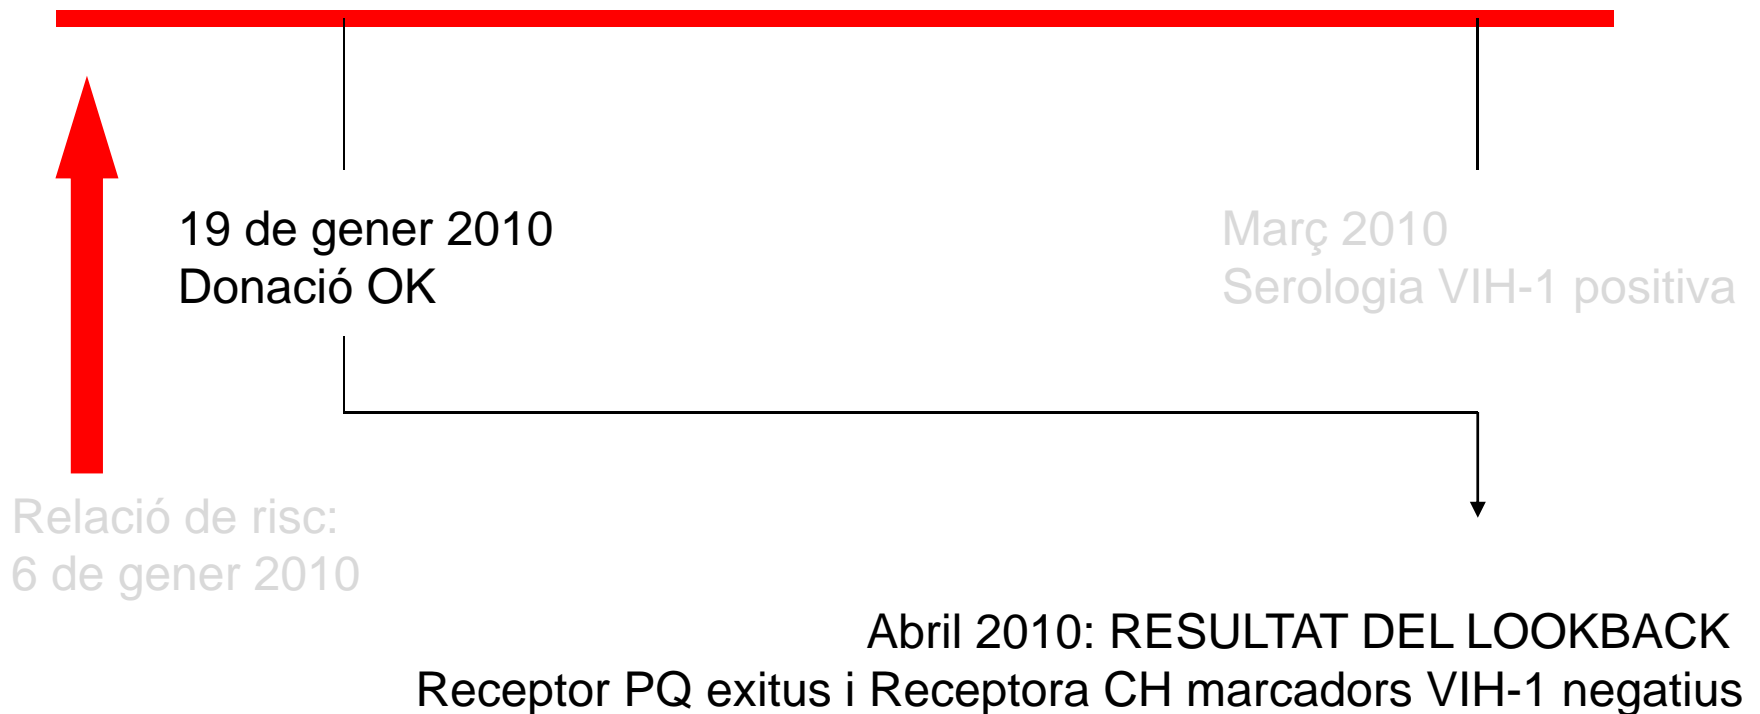 19 de gener 2010
Donació OK
Març 2010
Serologia VIH-1 positiva
Relació de risc:
6 de gener 2010
Abril 2010: RESULTAT DEL LOOKBACK
Receptor PQ exitus i Receptora CH marcadors VIH-1 negatius